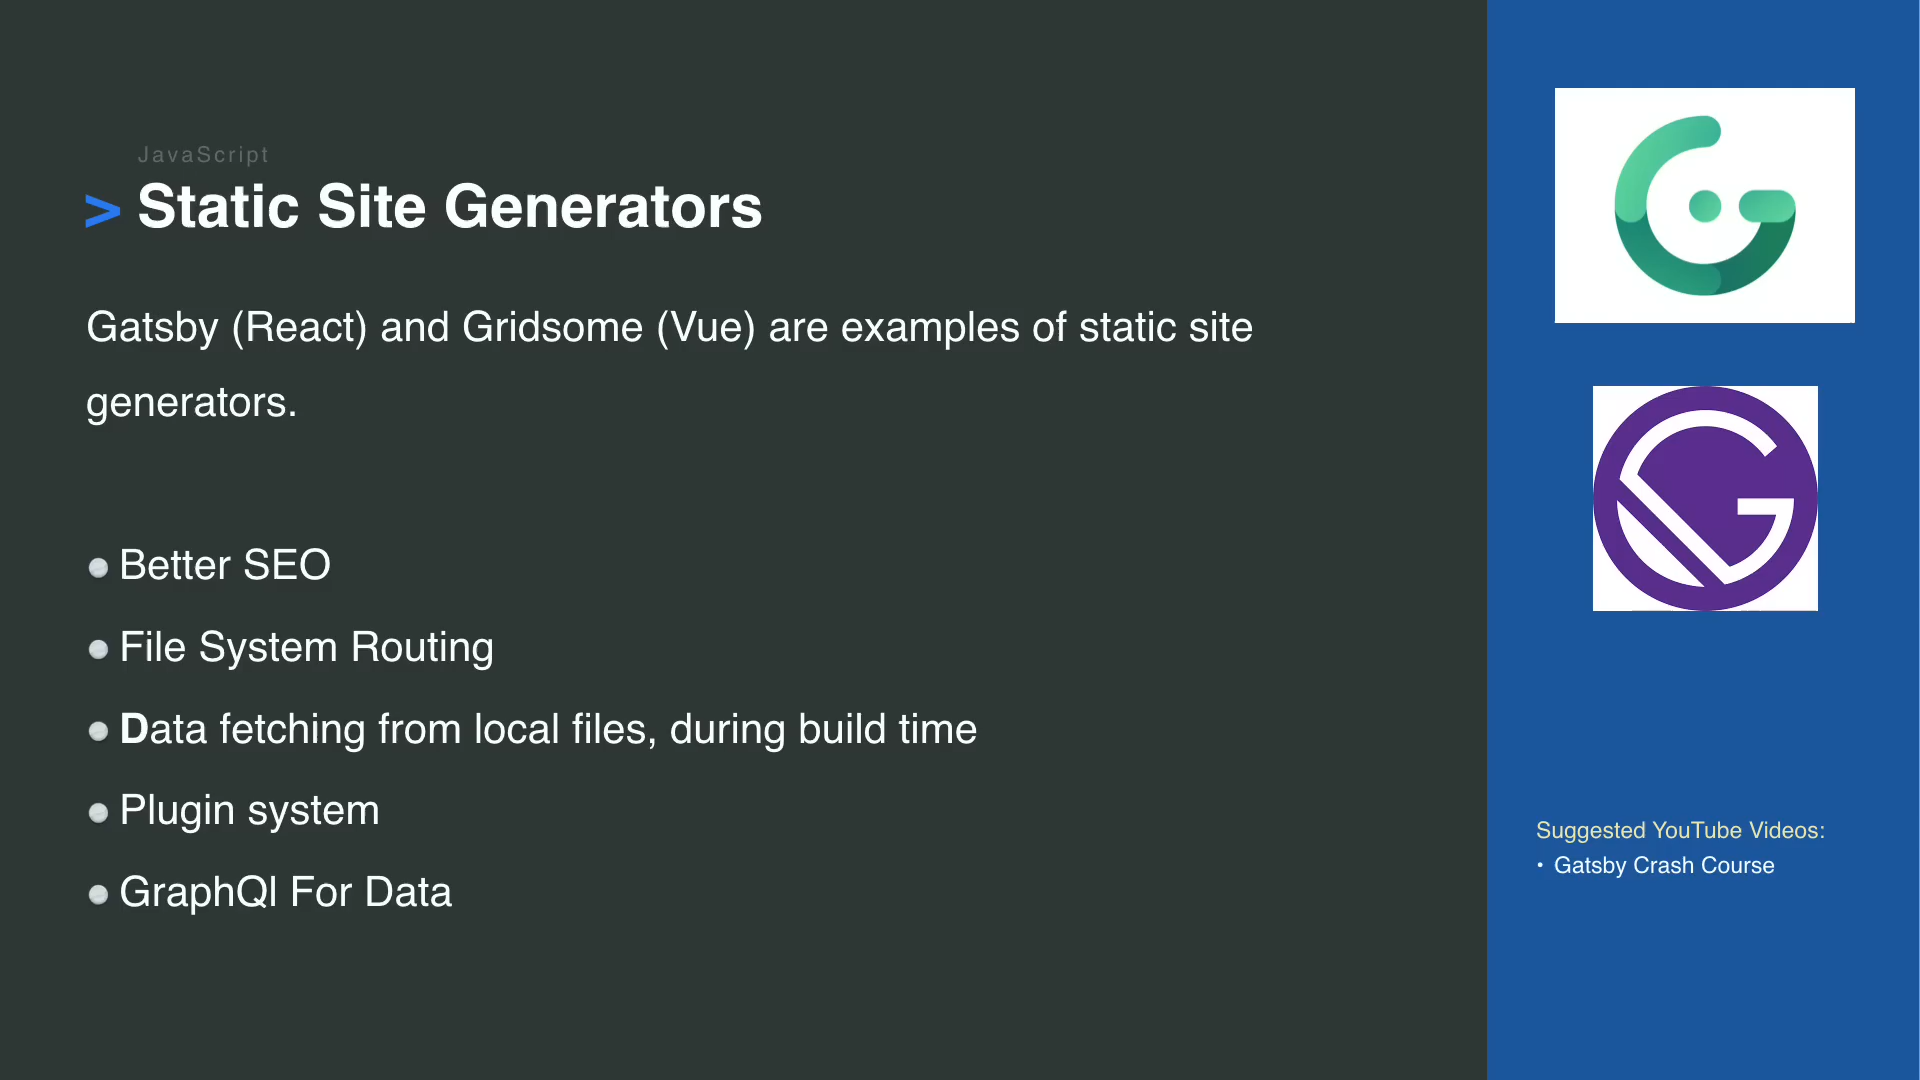 JavaScript
> Static Site Generators
Gatsby (React) and Gridsome (Vue) are examples of static site
generators.
Better SEO
File System Routing
Data fetching from local files, during build time
Plugin system
GraphQl For Data
Suggested YouTube Videos:
• Gatsby Crash Course